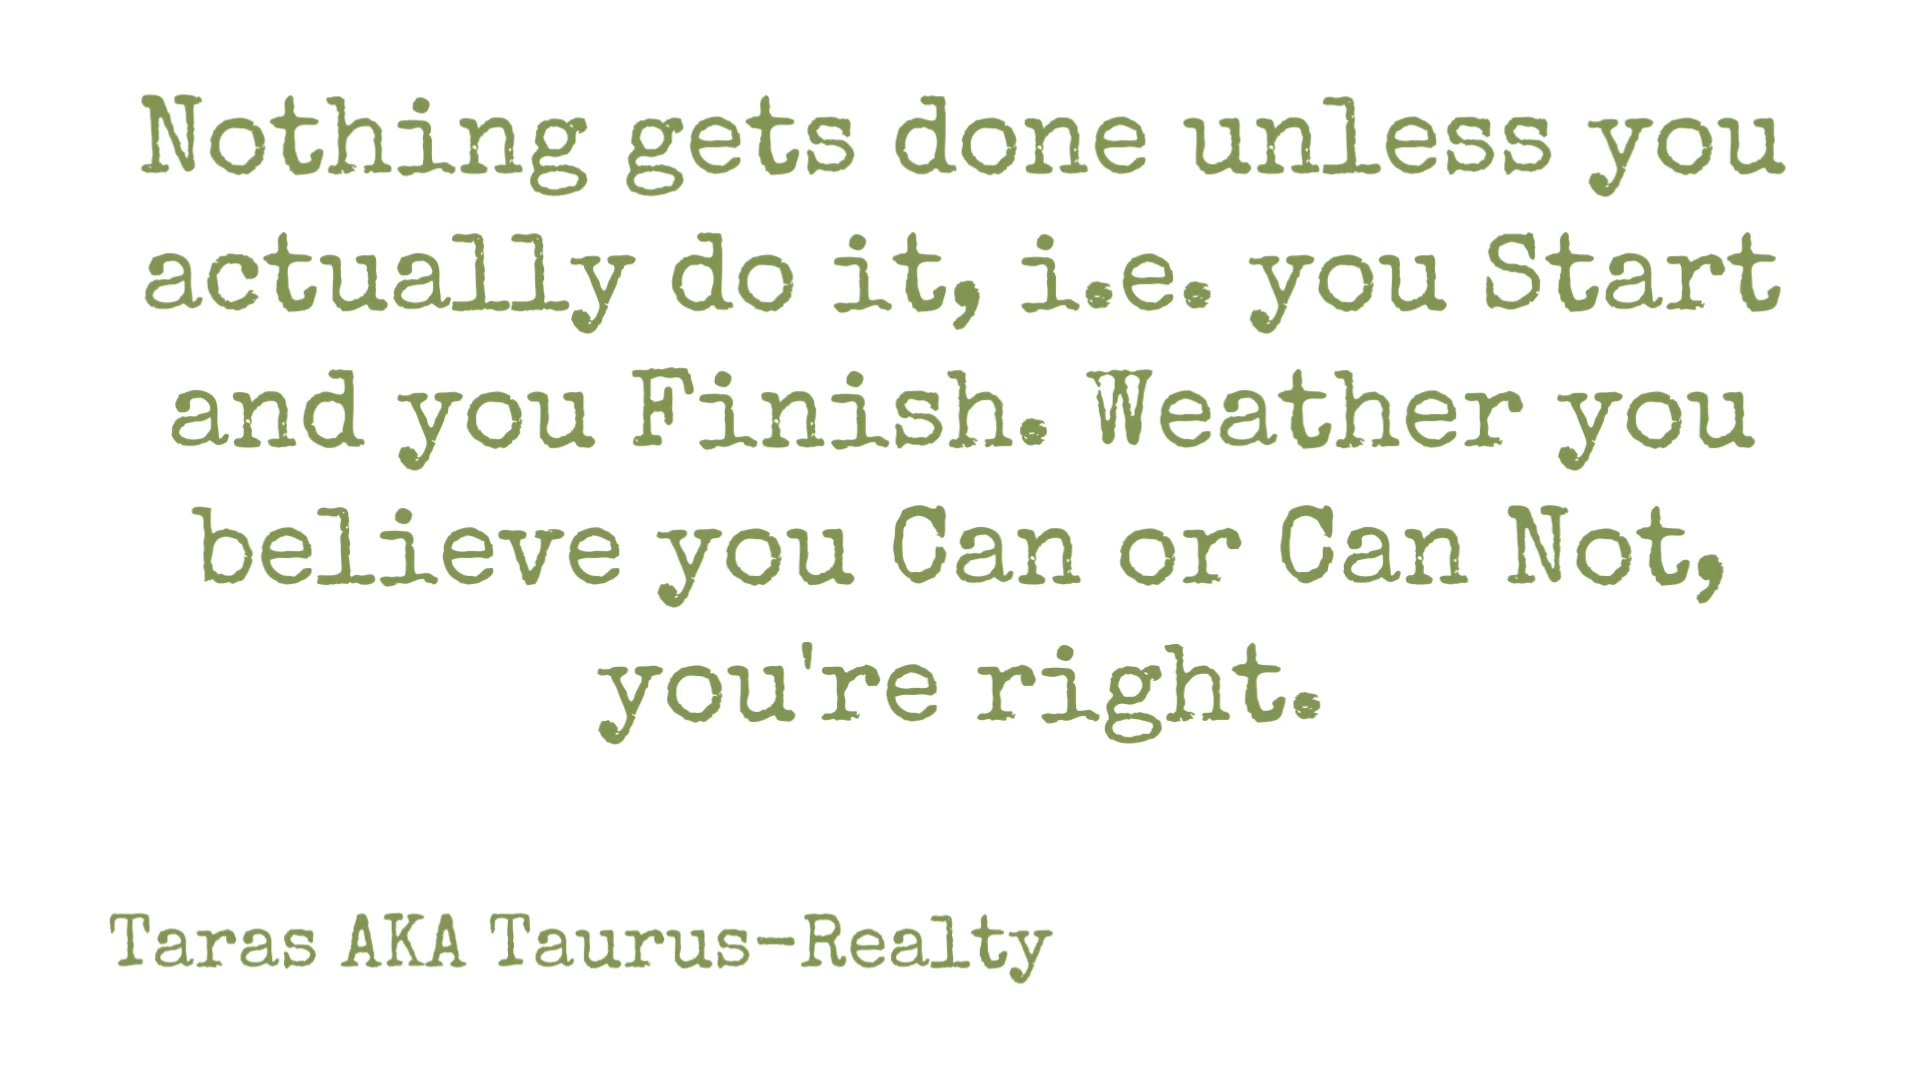 Nothing gets done unless you
actually do it, i.e. you Start
and you Finish. Weather you
believe you Can or Can Not,
you're right.
Taras AKA Taurus-Realty